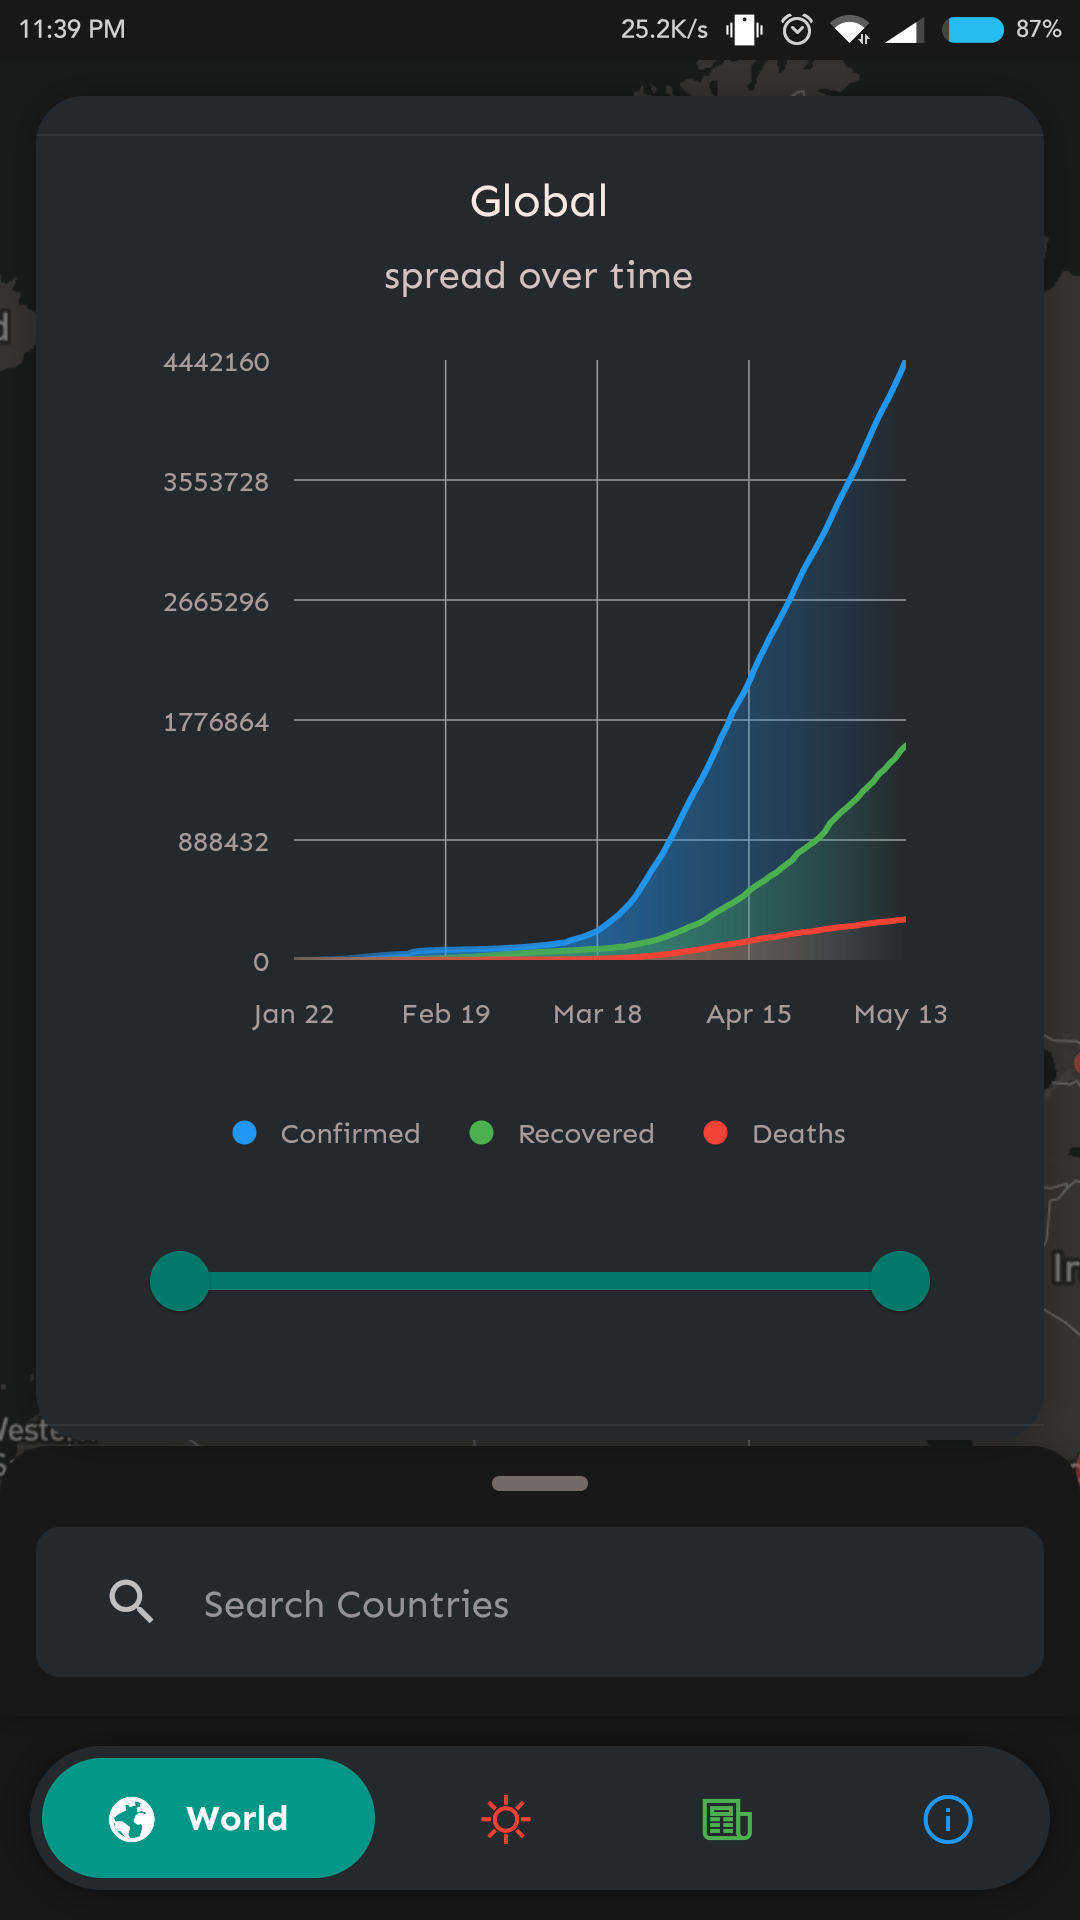 11:39 PM 25.2K/s 87%
Global
spread over time
4442160
3553728
2665296
1776864
888432
0
Jan 22 Feb 19 Mar 18 Apr 15 May 13
Confirmed Recovered Deaths
Search Countries
World